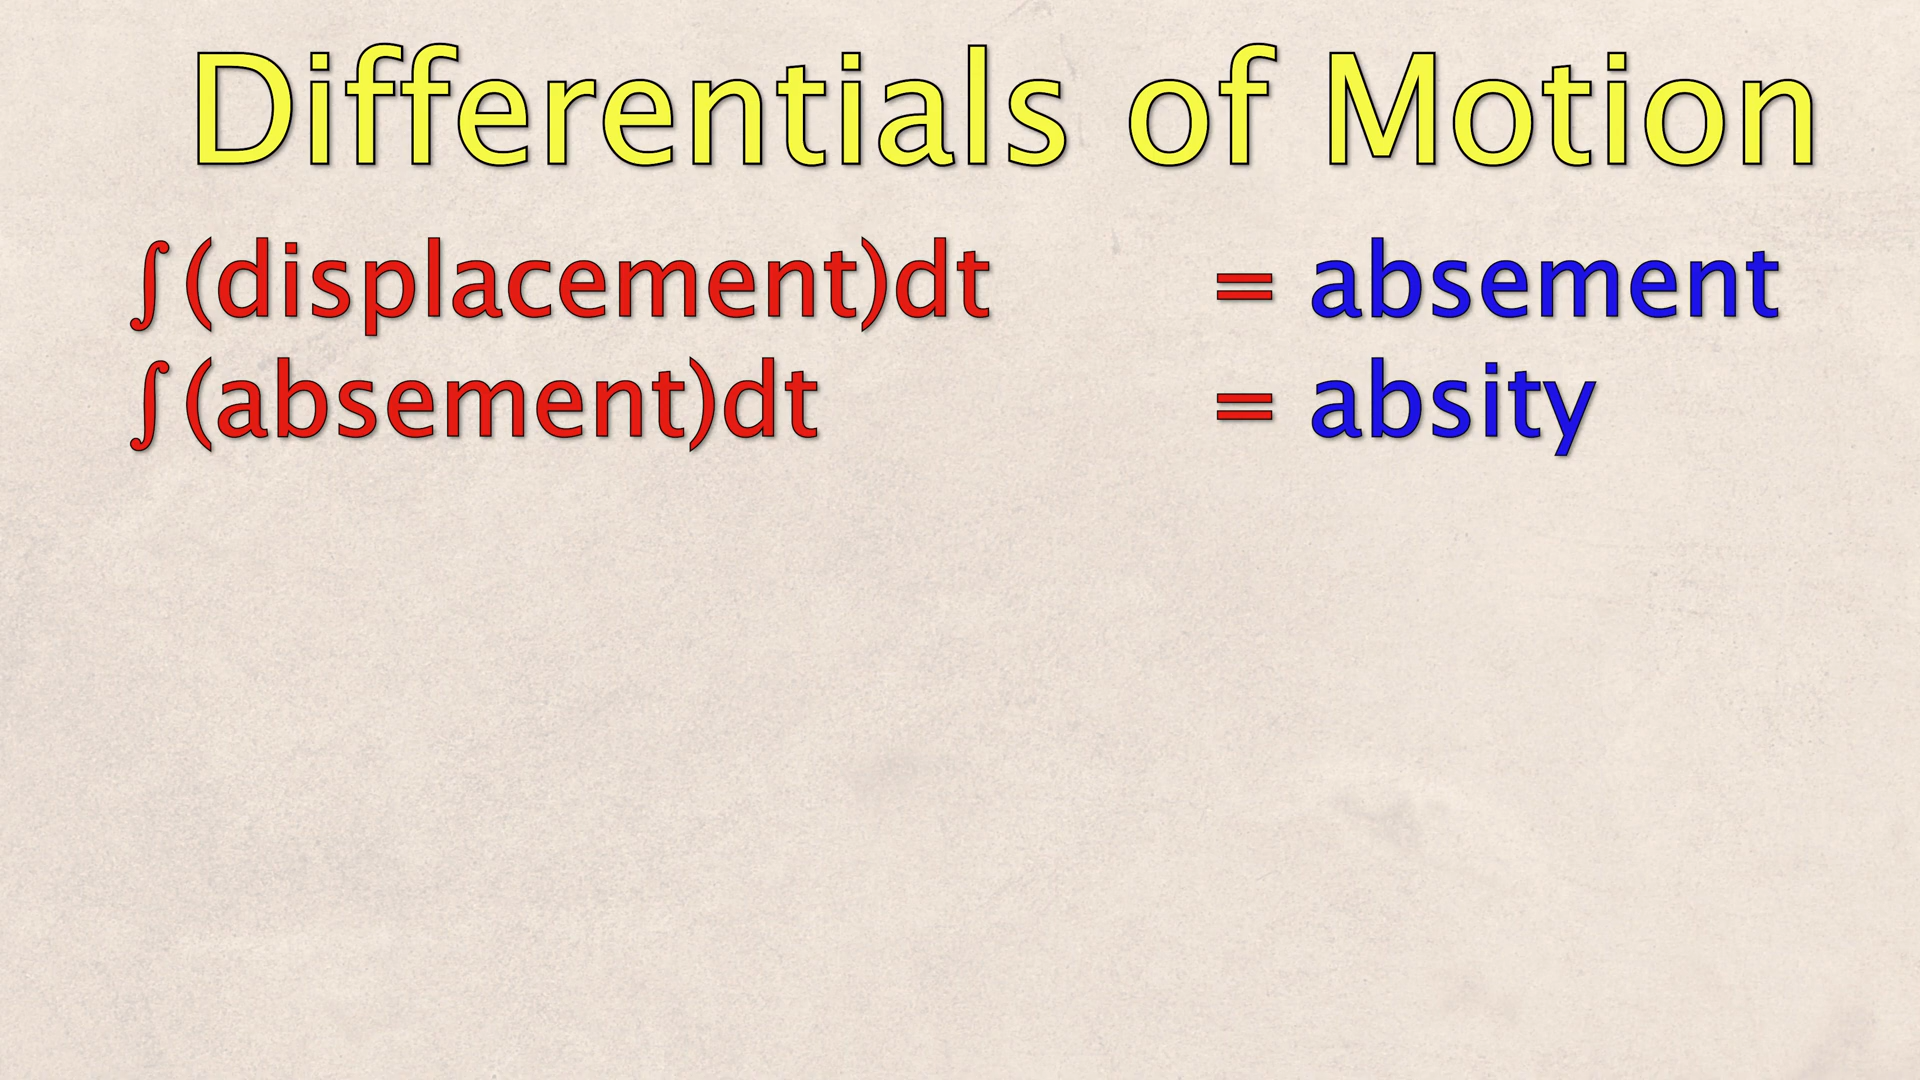 Differentials of Motion
∫(displacement)dt = absement
∫(absement)dt = absity